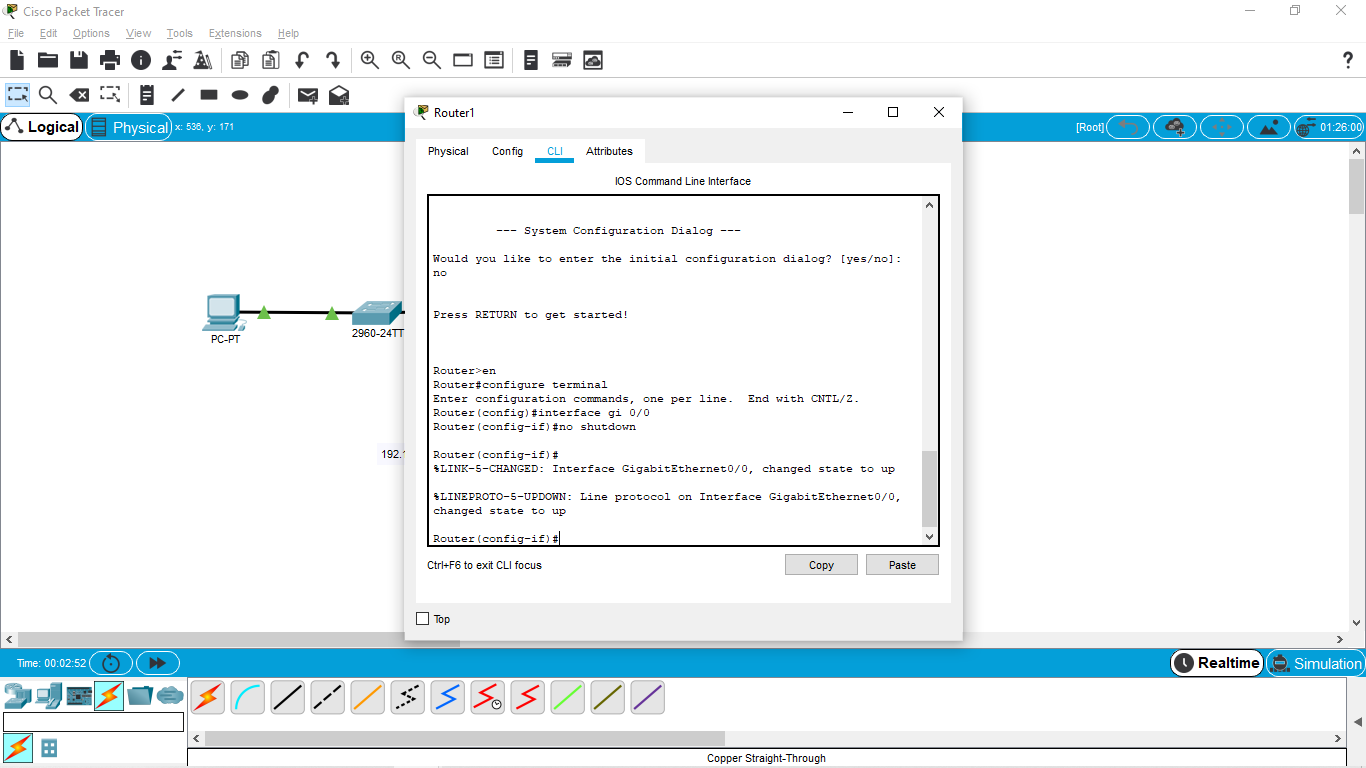 Cisco Packet Tracer
File Edit Options View Tools Extensions Help
Logical
Physical
x: 536, y: 171
[Root]
01:26:00
PC-PT
2960-24TT
192.1
Router1
Physical Config CLI Attributes
IOS Command Line Interface
--- System Configuration Dialog ---
Would you like to enter the initial configuration dialog? [yes/no]:
no
Press RETURN to get started!
Router>en
Router#configure terminal
Enter configuration commands, one per line.  End with CNTL/Z.
Router(config)#interface gi 0/0
Router(config-if)#no shutdown
Router(config-if)#
%LINK-5-CHANGED: Interface GigabitEthernet0/0, changed state to up
%LINEPROTO-5-UPDOWN: Line protocol on Interface GigabitEthernet0/0,
changed state to up
Router(config-if)#
Ctrl+F6 to exit CLI focus
Copy
Paste
Top
Time: 00:02:52
Realtime
Simulation
Copper Straight-Through